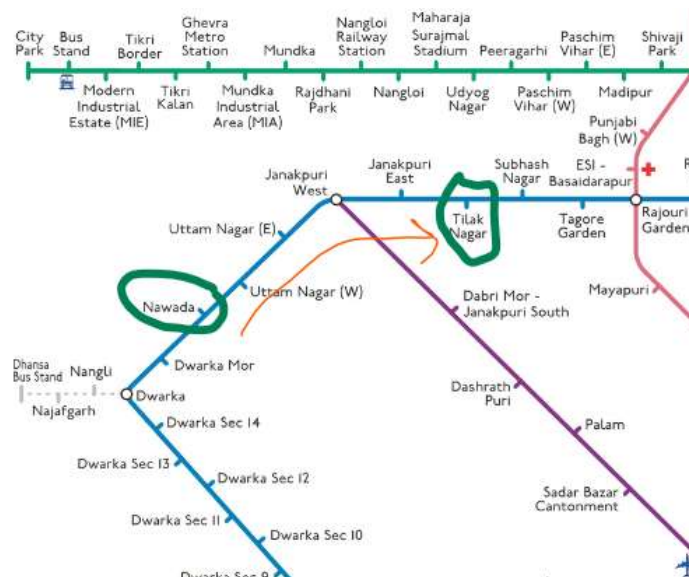 City
Park
Bus
Stand
Tikri
Border
Ghevra
Metro
Station
Mundka
Nangloi
Railway
Station
Maharaja
Surajmal
Stadium
Peeragarhi
Paschim
Vihar (E)
Shivaji
Park
Modern
Industrial
Estate (MIE)
Tikri
Kalan
Mundka
Industrial
Area (MIA)
Rajdhani
Park
Nangloi
Udyog
Nagar
Paschim
Vihar (W)
Madipur
Punjabi
Bagh (W)
Janakpuri
West
Janakpuri
East
Subhash
Nagar
ESI -
Basaidarapur
R
Tilak
Nagar
Tagore
Garden
Rajouri
Garden
Uttam Nagar (E)
Uttam Nagar (W)
Nawada
Mayapuri
Dabri Mor -
Janakpuri South
Dwarka Mor
Dhansa
Bus Stand
Nangli
Najafgarh
Dwarka
Dashrath
Puri
Dwarka Sec 14
Palam
Dwarka Sec 13
Dwarka Sec 12
Sadar Bazar
Cantonment
Dwarka Sec 11
Dwarka Sec 10
Dwarka Sec 9